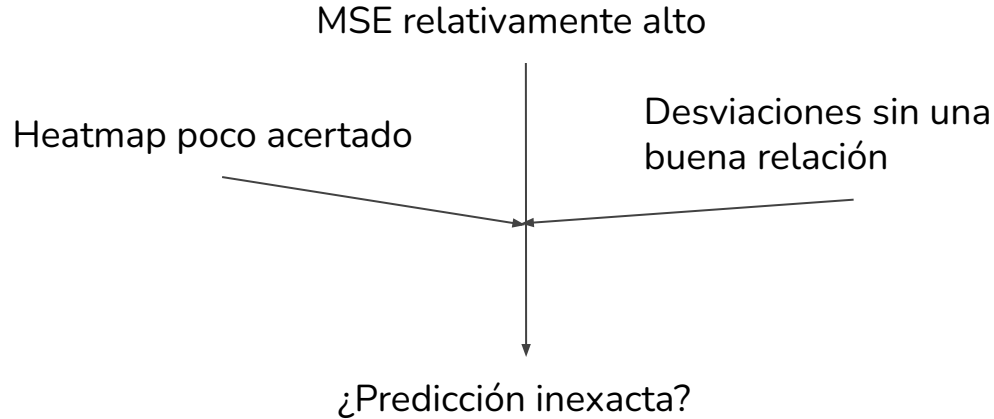 MSE relativamente alto
Heatmap poco acertado
Desviaciones sin una
buena relación
¿Predicción inexacta?